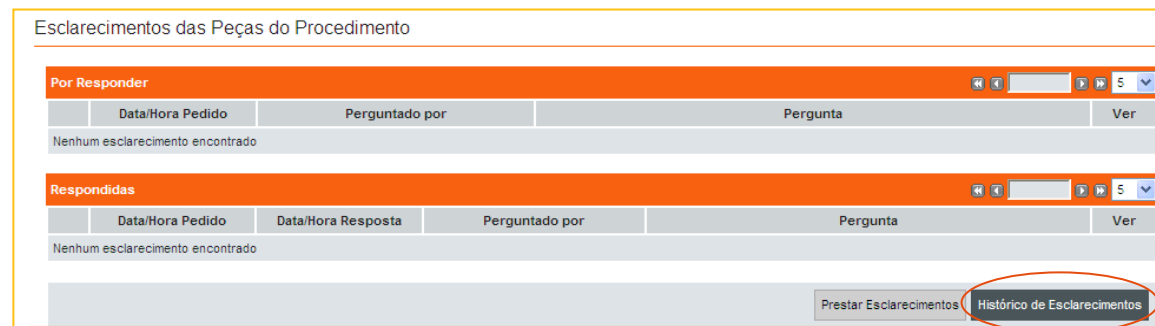 Esclarecimentos das Peças do Procedimento
Por Responder 5
Data/Hora Pedido Perguntado por Pergunta Ver
Nenhum esclarecimento encontrado
Respondidas 5
Data/Hora Pedido Data/Hora Resposta Perguntado por Pergunta Ver
Nenhum esclarecimento encontrado
Prestar Esclarecimentos Histórico de Esclarecimentos